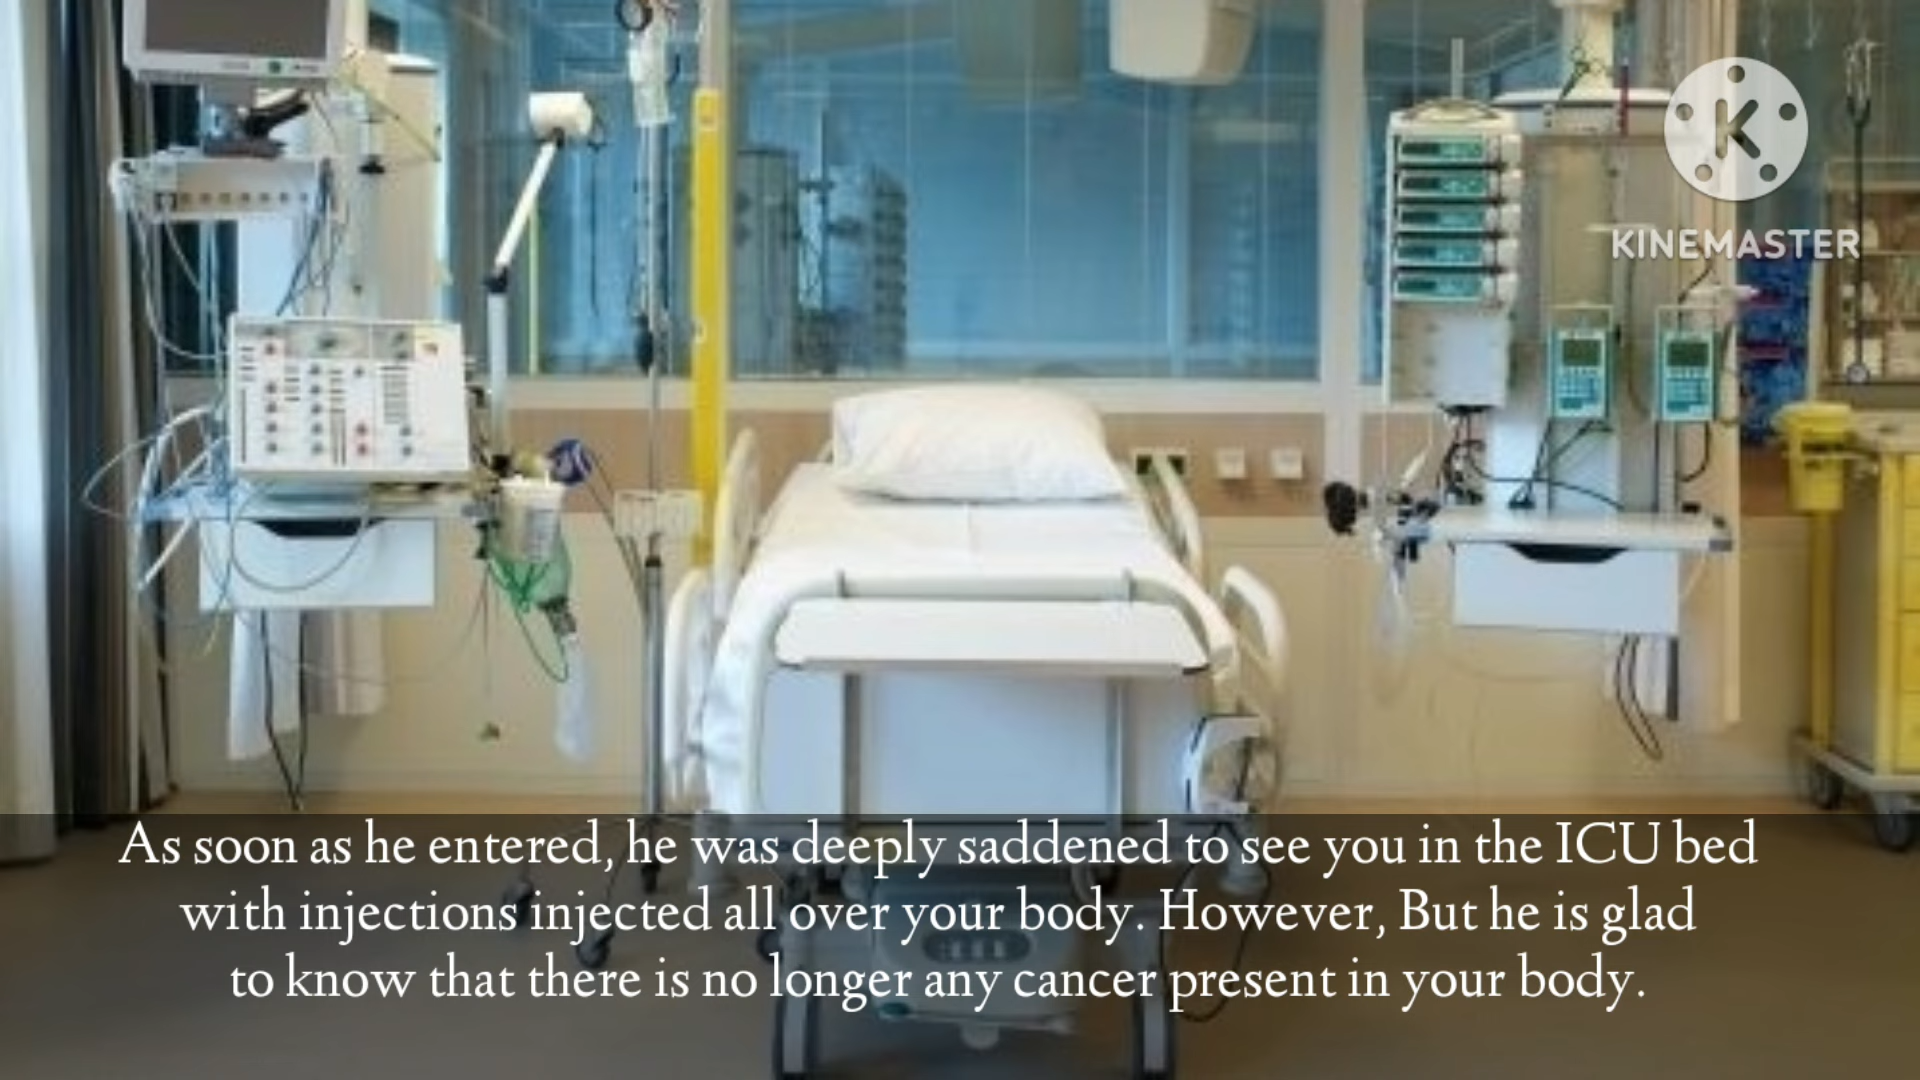 K
KINEMASTER
As soon as he entered, he was deeply saddened to see you in the ICU bed
with injections injected all over your body. However, But he is glad
to know that there is no longer any cancer present in your body.